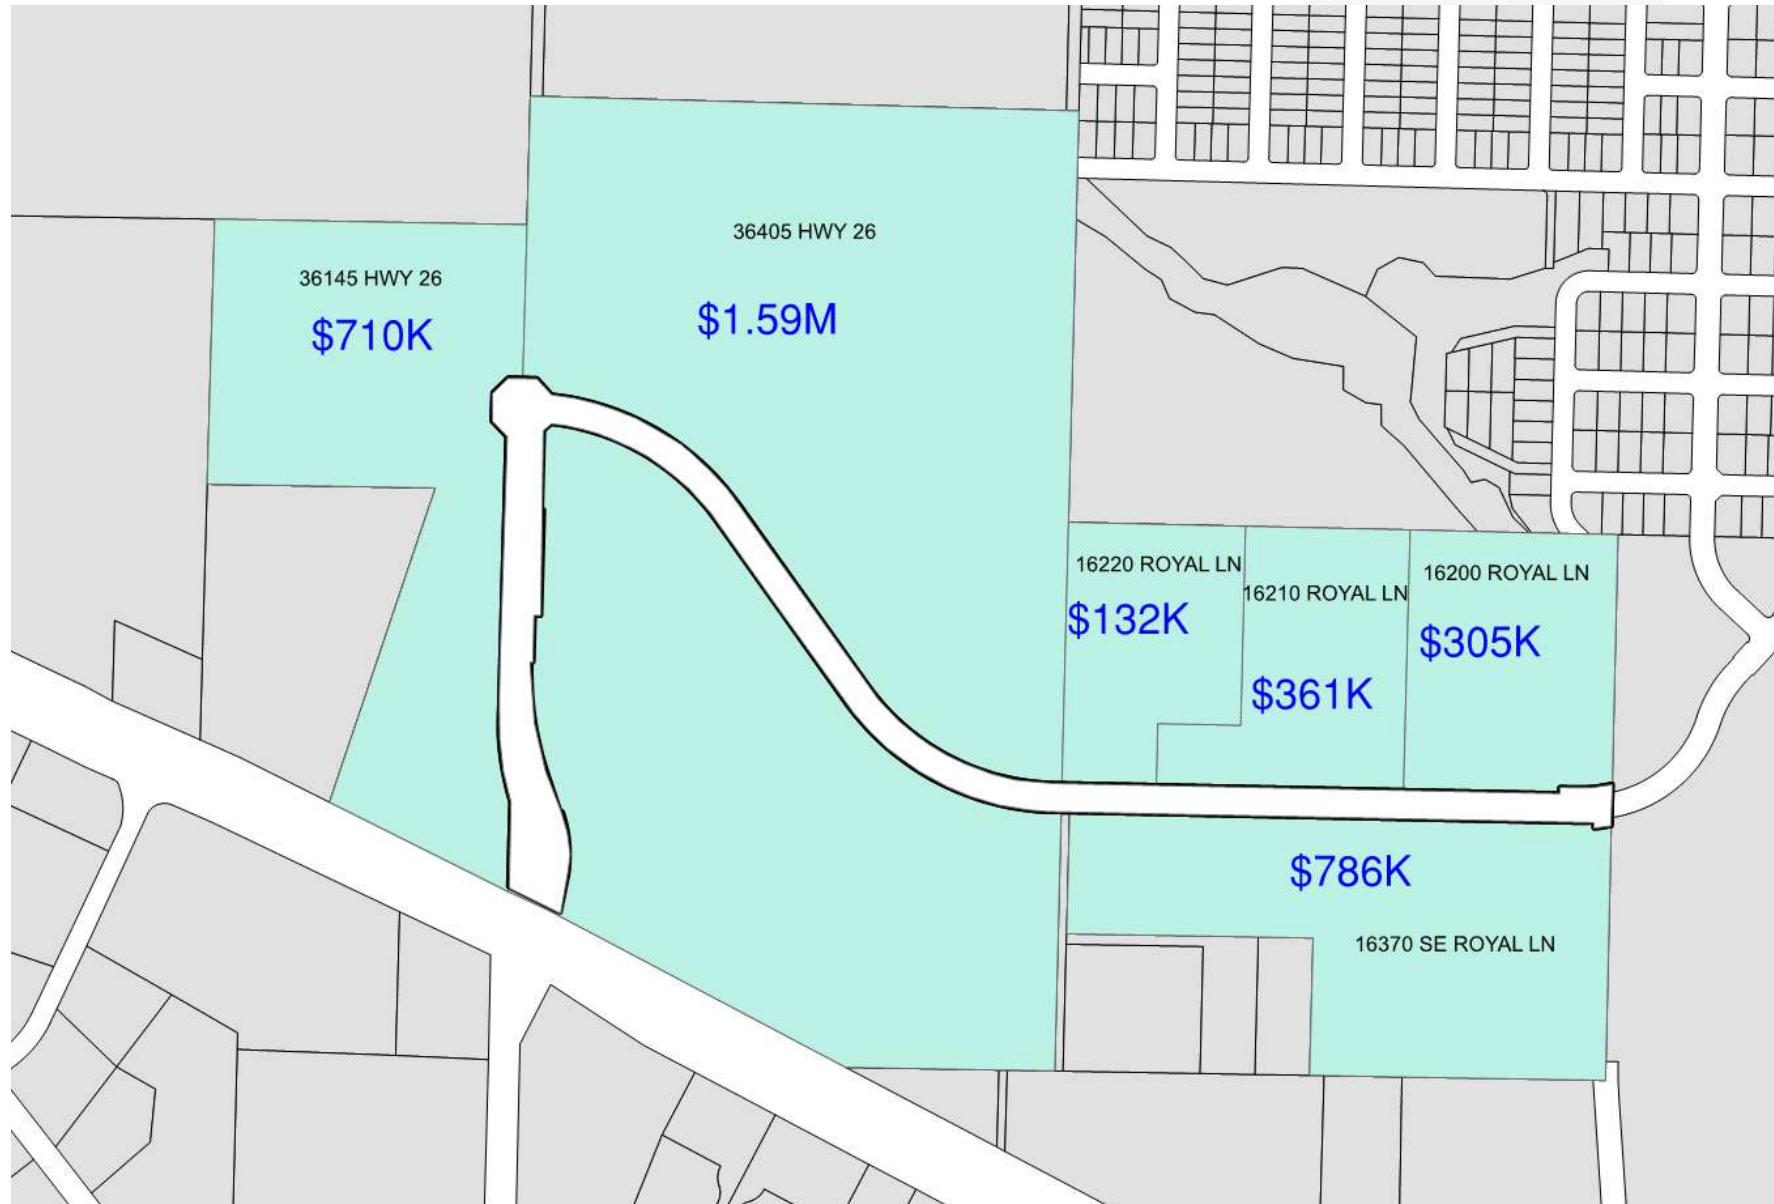 36405 HWY 26
$1.59M
36145 HWY 26
$710K
16220 ROYAL LN
$132K
16210 ROYAL LN
$361K
16200 ROYAL LN
$305K
$786K
16370 SE ROYAL LN